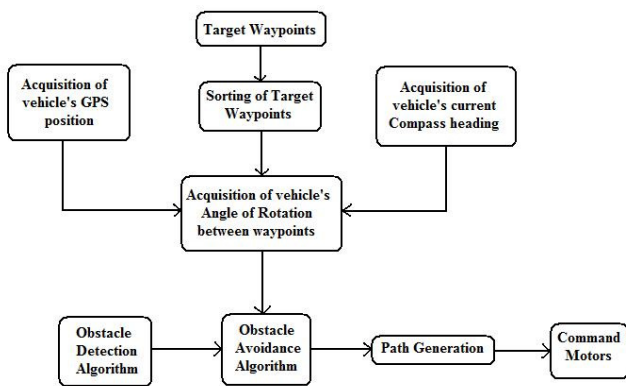 Target Waypoints
Acquisition of
vehicle's GPS
position
Sorting of Target
Waypoints
Acquisition of
vehicle's current
Compass heading
Acquisition of vehicle's
Angle of Rotation
between waypoints
Obstacle
Detection
Algorithm
Obstacle
Avoidance
Algorithm
Path Generation
Command
Motors